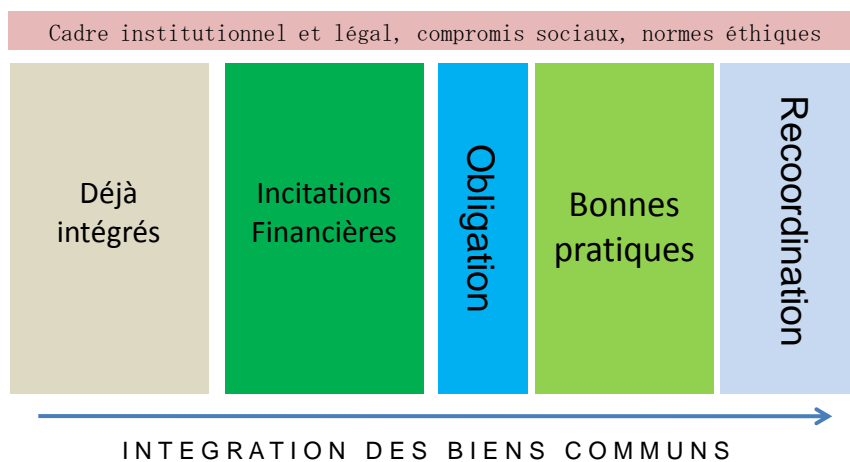 Cadre institutionnel et légal, compromis sociaux, normes éthiques
Déjà
intégrés
Incitations
Financières
Obligation
Bonnes
pratiques
Recoordination
INTEGRATION DES BIENS COMMUNS